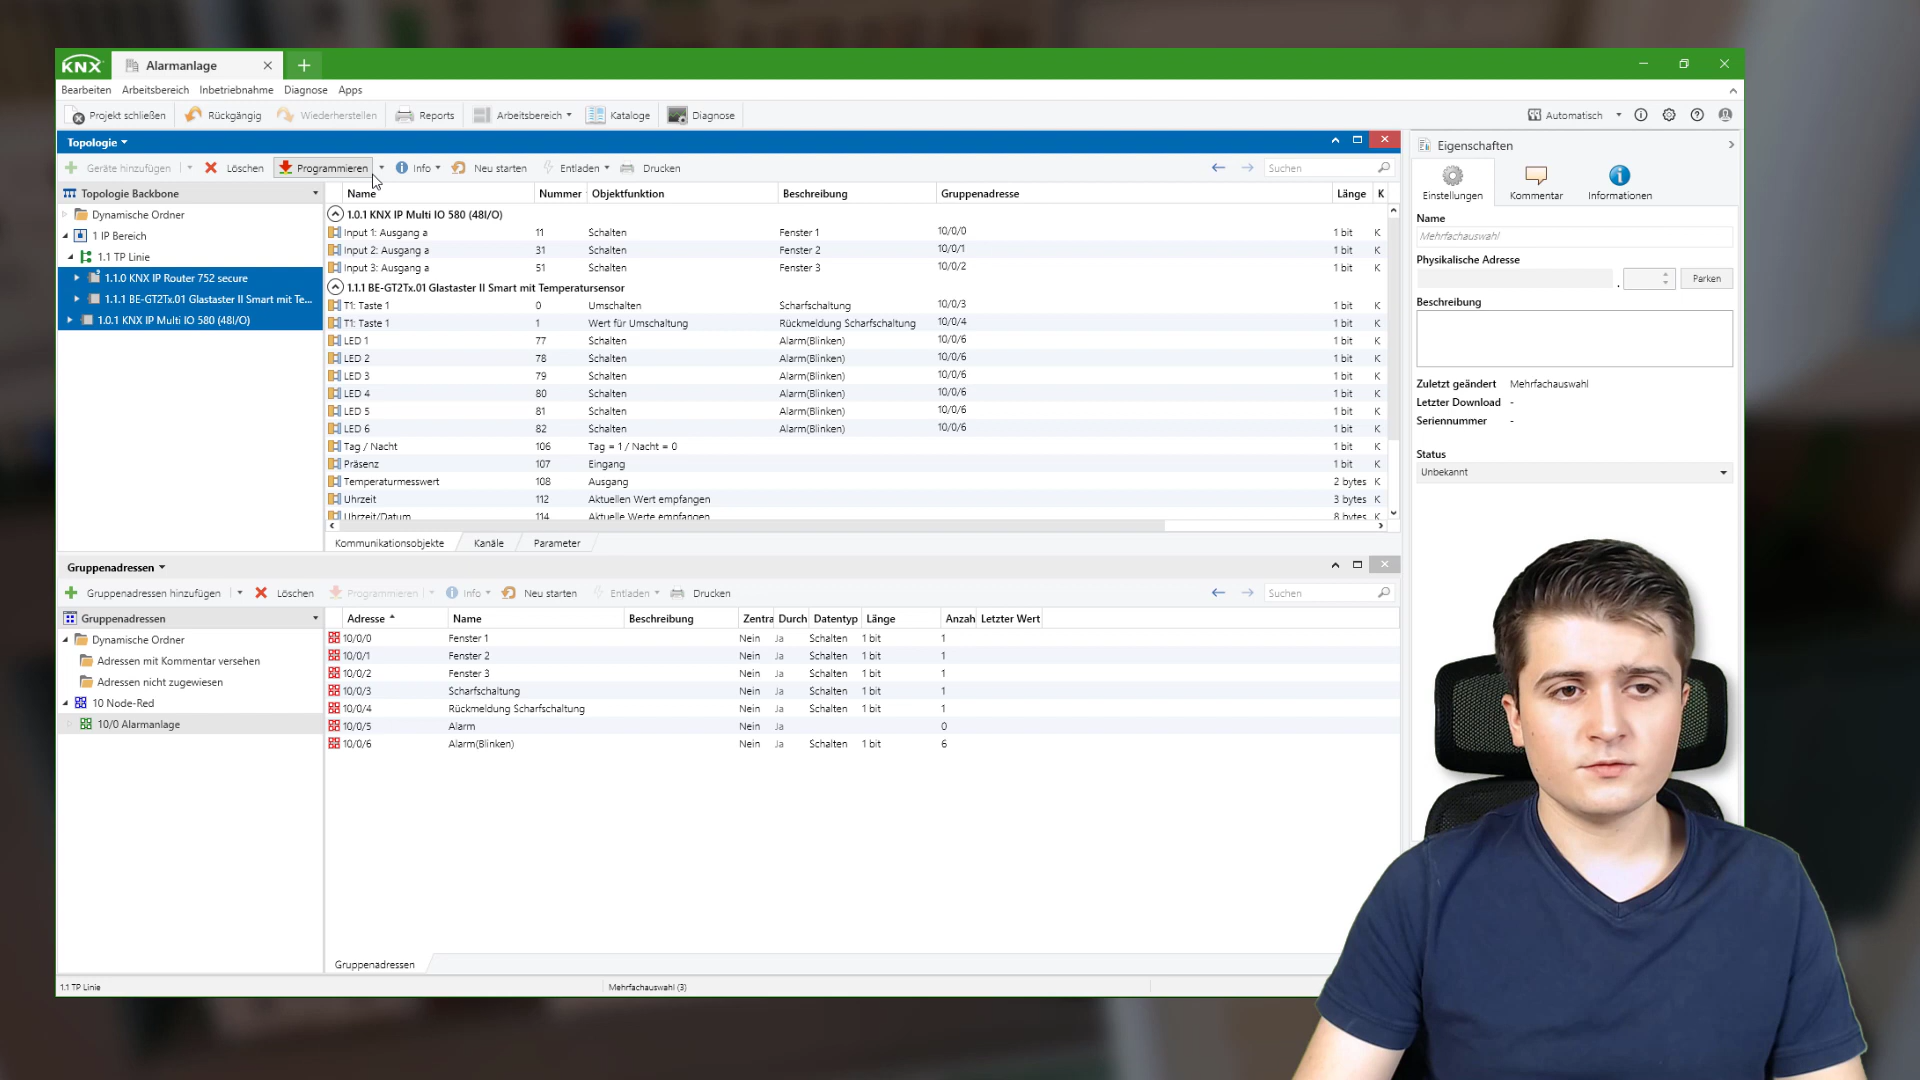 KNX Alarmanlage
Bearbeiten Arbeitsbereich Inbetriebnahme Diagnose Apps
Projekt schließen Rückgängig Wiederherstellen Reports Arbeitsbereich Kataloge Diagnose Automatisch
Topologie
Geräte hinzufügen Löschen Programmieren Info Neu starten Entladen Drucken Suchen
Topologie Backbone
Dynamische Ordner
1 IP Bereich
1.1 TP Linie
1.1.0 KNX IP Router 752 secure
1.1.1 BE-GT2Tx.01 Glastaster II Smart mit Te...
1.0.1 KNX IP Multi IO 580 (48I/O)
Name Nummer Objektfunktion Beschreibung Gruppenadresse Länge K
1.0.1 KNX IP Multi IO 580 (48I/O)
Input 1: Ausgang a 11 Schalten Fenster 1 10/0/0 1 bit K
Input 2: Ausgang a 31 Schalten Fenster 2 10/0/1 1 bit K
Input 3: Ausgang a 51 Schalten Fenster 3 10/0/2 1 bit K
1.1.1 BE-GT2Tx.01 Glastaster II Smart mit Temperatursensor
T1: Taste 1 0 Umschalten Scharfschaltung 10/0/3 1 bit K
T1: Taste 1 1 Wert für Umschaltung Rückmeldung Scharfschaltung 10/0/4 1 bit K
LED 1 77 Schalten Alarm(Blinken) 10/0/6 1 bit K
LED 2 78 Schalten Alarm(Blinken) 10/0/6 1 bit K
LED 3 79 Schalten Alarm(Blinken) 10/0/6 1 bit K
LED 4 80 Schalten Alarm(Blinken) 10/0/6 1 bit K
LED 5 81 Schalten Alarm(Blinken) 10/0/6 1 bit K
LED 6 82 Schalten Alarm(Blinken) 10/0/6 1 bit K
Tag / Nacht 106 Tag = 1 / Nacht = 0 1 bit K
Präsenz 107 Eingang 1 bit K
Temperaturmesswert 108 Ausgang 2 bytes K
Uhrzeit 112 Aktuellen Wert empfangen 3 bytes K
Uhrzeit/Datum 114 Aktuelle Werte empfangen 8 bytes K
Kommunikationsobjekte Kanäle Parameter
Gruppenadressen
Gruppenadressen hinzufügen Löschen Programmieren Info Neu starten Entladen Drucken Suchen
Gruppenadressen
Dynamische Ordner
Adressen mit Kommentar versehen
Adressen nicht zugewiesen
10 Node-Red
10/0 Alarmanlage
Adresse Name Beschreibung Zentra Durch Datentyp Länge Anzah Letzter Wert
10/0/0 Fenster 1 Nein Ja Schalten 1 bit 1
10/0/1 Fenster 2 Nein Ja Schalten 1 bit 1
10/0/2 Fenster 3 Nein Ja Schalten 1 bit 1
10/0/3 Scharfschaltung Nein Ja Schalten 1 bit 1
10/0/4 Rückmeldung Scharfschaltung Nein Ja Schalten 1 bit 1
10/0/5 Alarm Nein Ja 0
10/0/6 Alarm(Blinken) Nein Ja Schalten 1 bit 6
Gruppenadressen
1.1 TP Linie Mehrfachauswahl (3)
Eigenschaften
Einstellungen Kommentar Informationen
Name
Mehrfachauswahl
Physikalische Adresse
. Parken
Beschreibung
Zuletzt geändert Mehrfachauswahl
Letzter Download -
Seriennummer -
Status
Unbekannt